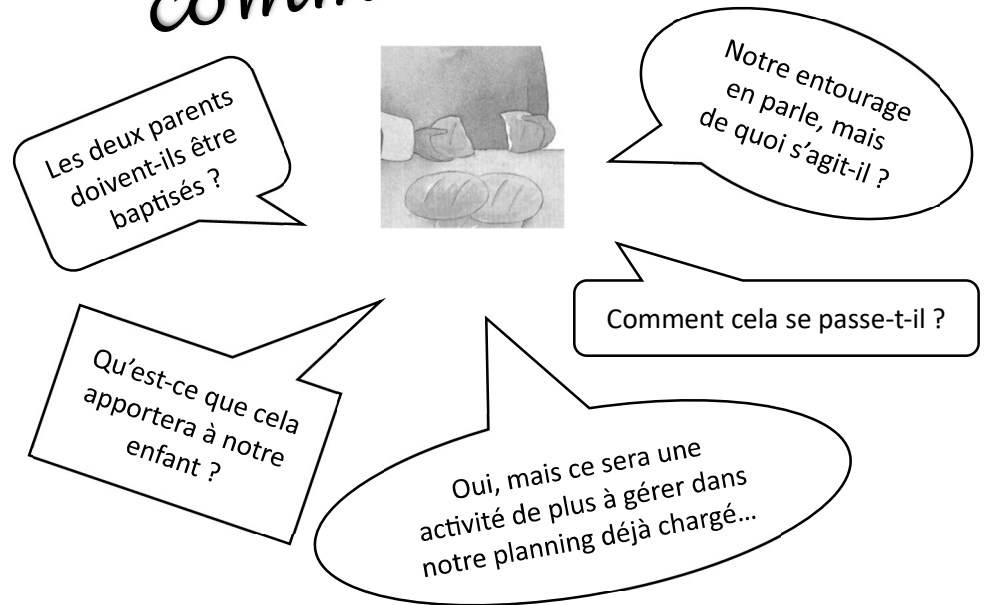 Les deux parents
doivent-ils être
baptisés ?
Notre entourage
en parle, mais
de quoi s’agit-il ?
Comment cela se passe-t-il ?
Qu’est-ce que cela
apportera à notre
enfant ?
Oui, mais ce sera une
activité de plus à gérer dans
notre planning déjà chargé…